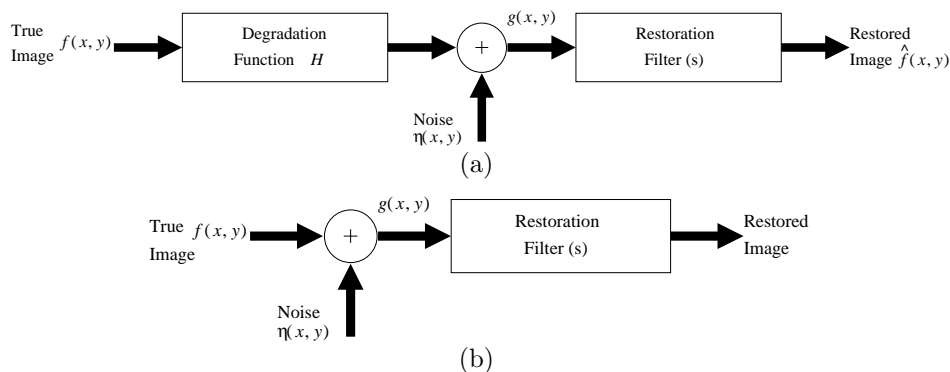 True
Image f(x, y)
Degradation
Function H
+
g(x, y)
Restoration
Filter (s)
Restored
Image f̂(x, y)
Noise
η(x, y)
(a)
True f(x, y)
Image
+
g(x, y)
Restoration
Filter (s)
Restored
Image
Noise
η(x, y)
(b)